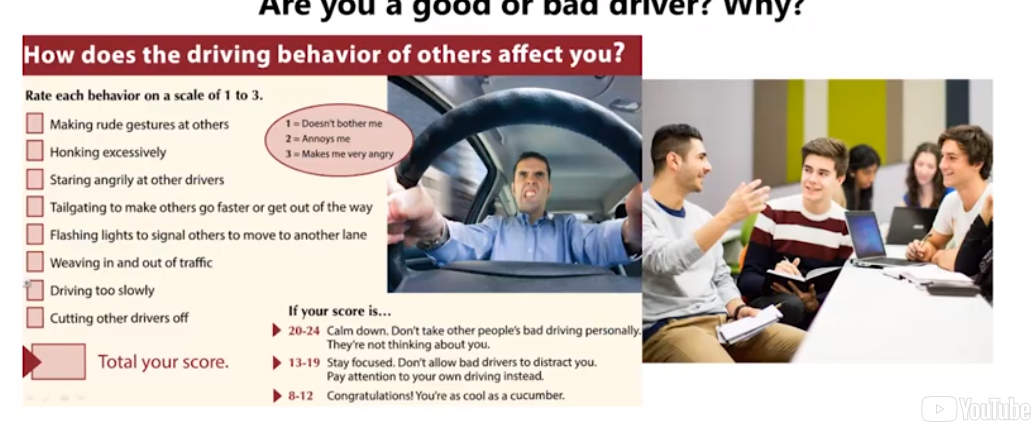 Are you a good or bad driver? Why?
How does the driving behavior of others affect you?
Rate each behavior on a scale of 1 to 3.
Making rude gestures at others
Honking excessively
Staring angrily at other drivers
Tailgating to make others go faster or get out of the way
Flashing lights to signal others to move to another lane
Weaving in and out of traffic
Driving too slowly
Cutting other drivers off
Total your score.
1 = Doesn't bother me
2 = Annoys me
3 = Makes me very angry
If your score is...
20-24 Calm down. Don't take other people's bad driving personally.
They're not thinking about you.
13-19 Stay focused. Don't allow bad drivers to distract you.
Pay attention to your own driving instead.
8-12 Congratulations! You're as cool as a cucumber.
YouTube